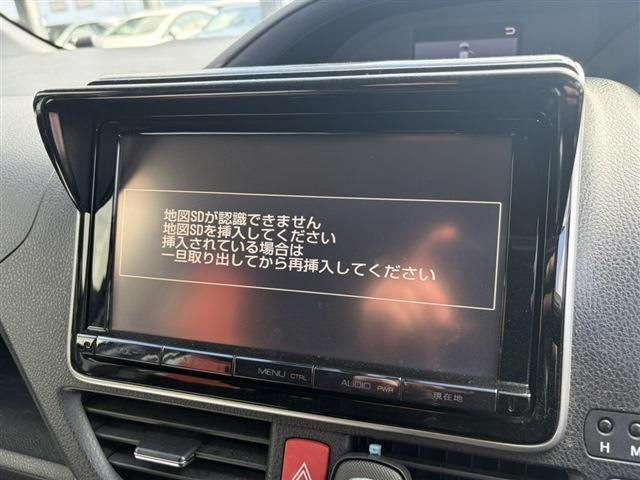 地図SDが認識できません
地図SDを挿入してください
挿入されている場合は
一旦取り出してから再挿入してください
MENU CTRL
AUDIO PWR
現在地
H M